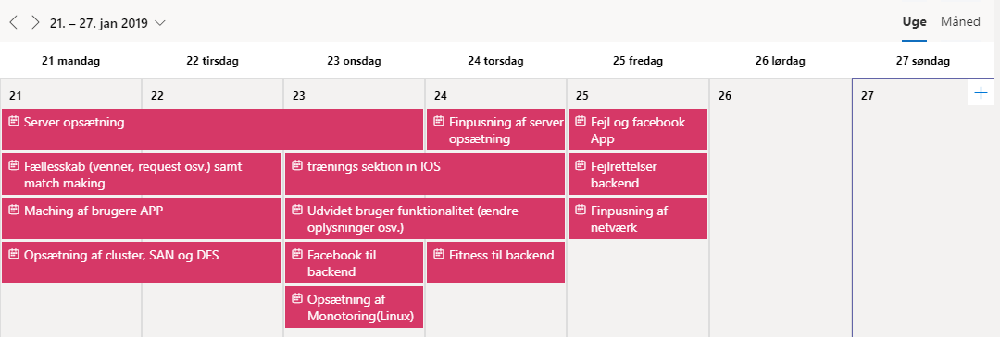 21. – 27. jan 2019
Uge
Måned
21 mandag
22 tirsdag
23 onsdag
24 torsdag
25 fredag
26 lørdag
27 søndag
21
22
23
24
25
26
27
Server opsætning
Finpusning af server
opsætning
Fejl og facebook
App
Fællesskab (venner, request osv.) samt
match making
trænings sektion in IOS
Fejlrettelser
backend
Maching af brugere APP
Udvidet bruger funktionalitet (ændre
oplysninger osv.)
Finpusning af
netværk
Opsætning af cluster, SAN og DFS
Facebook til
backend
Fitness til backend
Opsætning af
Monotoring(Linux)